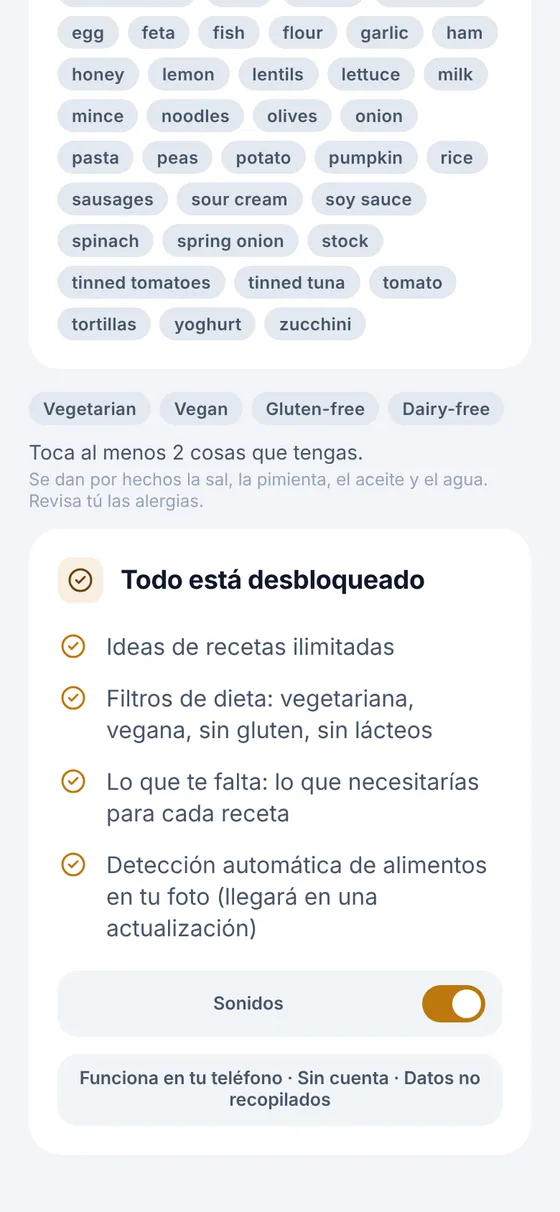 egg feta fish flour garlic ham
honey lemon lentils lettuce milk
mince noodles olives onion
pasta peas potato pumpkin rice
sausages sour cream soy sauce
spinach spring onion stock
tinned tomatoes tinned tuna tomato
tortillas yoghurt zucchini
Vegetarian Vegan Gluten-free Dairy-free
Toca al menos 2 cosas que tengas.
Se dan por hechos la sal, la pimienta, el aceite y el agua.
Revisa tú las alergias.
Todo está desbloqueado
Ideas de recetas ilimitadas
Filtros de dieta: vegetariana,
vegana, sin gluten, sin lácteos
Lo que te falta: lo que necesitarías
para cada receta
Detección automática de alimentos
en tu foto (llegará en una
actualización)
Sonidos
Funciona en tu teléfono · Sin cuenta · Datos no
recopilados